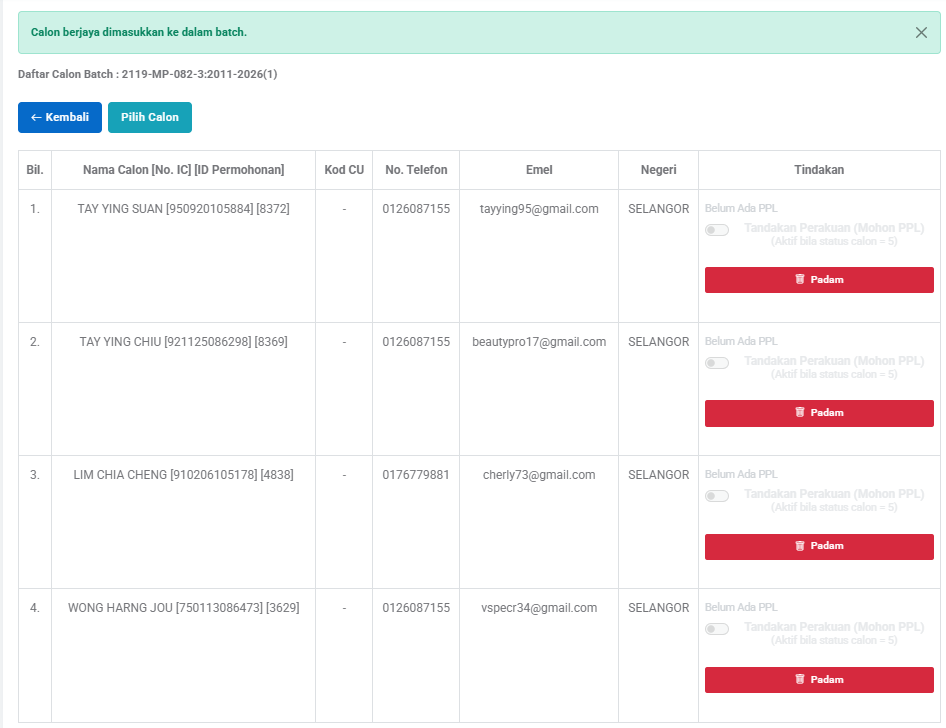 Calon berjaya dimasukkan ke dalam batch.
Daftar Calon Batch : 2119-MP-082-3:2011-2026(1)
← Kembali Pilih Calon
Bil. Nama Calon [No. IC] [ID Permohonan] Kod CU No. Telefon Emel Negeri Tindakan
1. TAY YING SUAN [950920105884] [8372] - 0126087155 tayying95@gmail.com SELANGOR Belum Ada PPL
Tandakan Perakuan (Mohon PPL)
(Aktif bila status calon = 5)
Padam
2. TAY YING CHIU [921125086298] [8369] - 0126087155 beautypro17@gmail.com SELANGOR Belum Ada PPL
Tandakan Perakuan (Mohon PPL)
(Aktif bila status calon = 5)
Padam
3. LIM CHIA CHENG [910206105178] [4838] - 0176779881 cherly73@gmail.com SELANGOR Belum Ada PPL
Tandakan Perakuan (Mohon PPL)
(Aktif bila status calon = 5)
Padam
4. WONG HARNG JOU [750113086473] [3629] - 0126087155 vspecr34@gmail.com SELANGOR Belum Ada PPL
Tandakan Perakuan (Mohon PPL)
(Aktif bila status calon = 5)
Padam